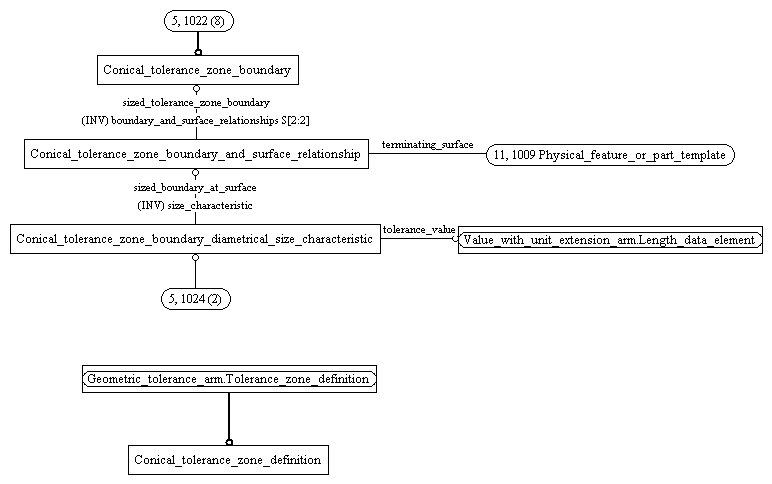 5, 1022 (8)
Conical_tolerance_zone_boundary
sized_tolerance_zone_boundary
(INV) boundary_and_surface_relationships S[2:2]
Conical_tolerance_zone_boundary_and_surface_relationship
terminating_surface
11, 1009 Physical_feature_or_part_template
sized_boundary_at_surface
(INV) size_characteristic
Conical_tolerance_zone_boundary_diametrical_size_characteristic
tolerance_value
Value_with_unit_extension_arm.Length_data_element
5, 1024 (2)
Geometric_tolerance_arm.Tolerance_zone_definition
Conical_tolerance_zone_definition